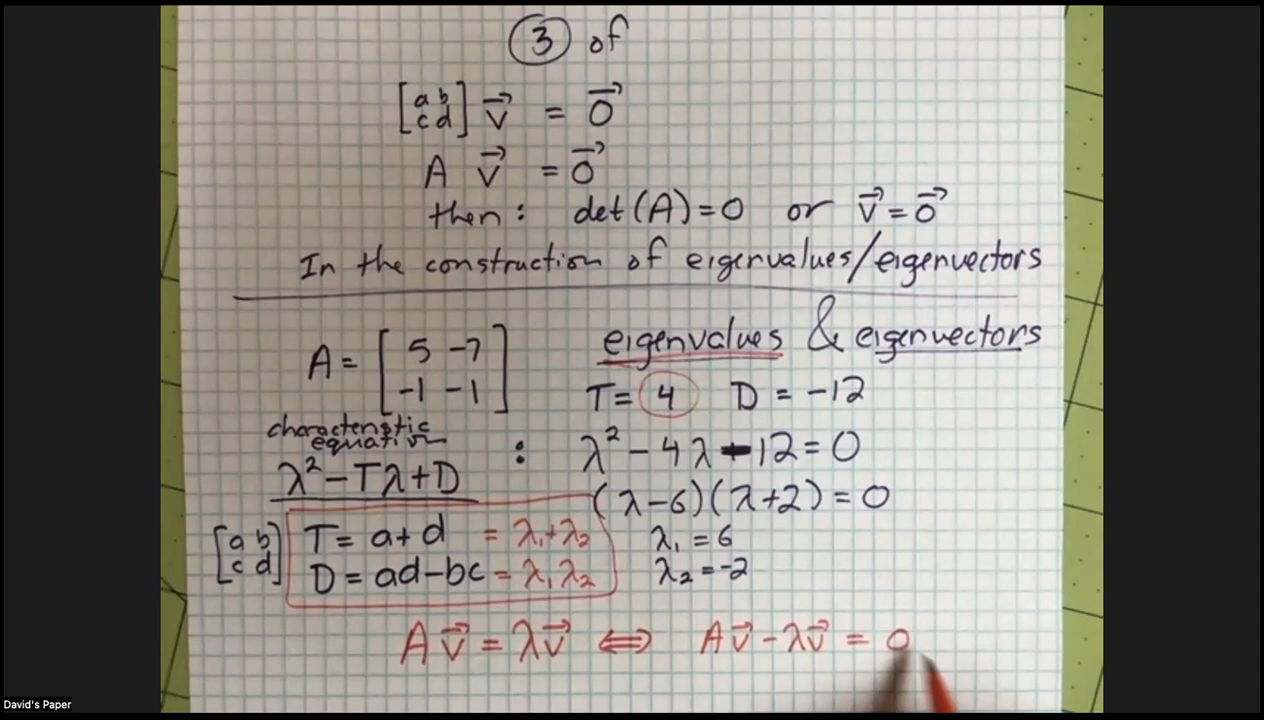 ③ of
[a b
c d] v⃗ = 0⃗
A v⃗ = 0⃗
then: det(A)=0 or v⃗=0⃗
In the construction of eigenvalues/eigenvectors
A = [5 -7
-1 -1]
eigenvalues & eigenvectors
T= 4 D = -12
characteristic
equation
λ²-Tλ+D
: λ² - 4λ - 12 = 0
(λ-6)(λ+2) = 0
[a b
c d]
T = a+d = λ₁+λ₂
D = ad-bc = λ₁λ₂
λ₁ = 6
λ₂ = -2
Av⃗ = λv⃗ ⟺ Av⃗ - λv⃗ = 0
David's Paper